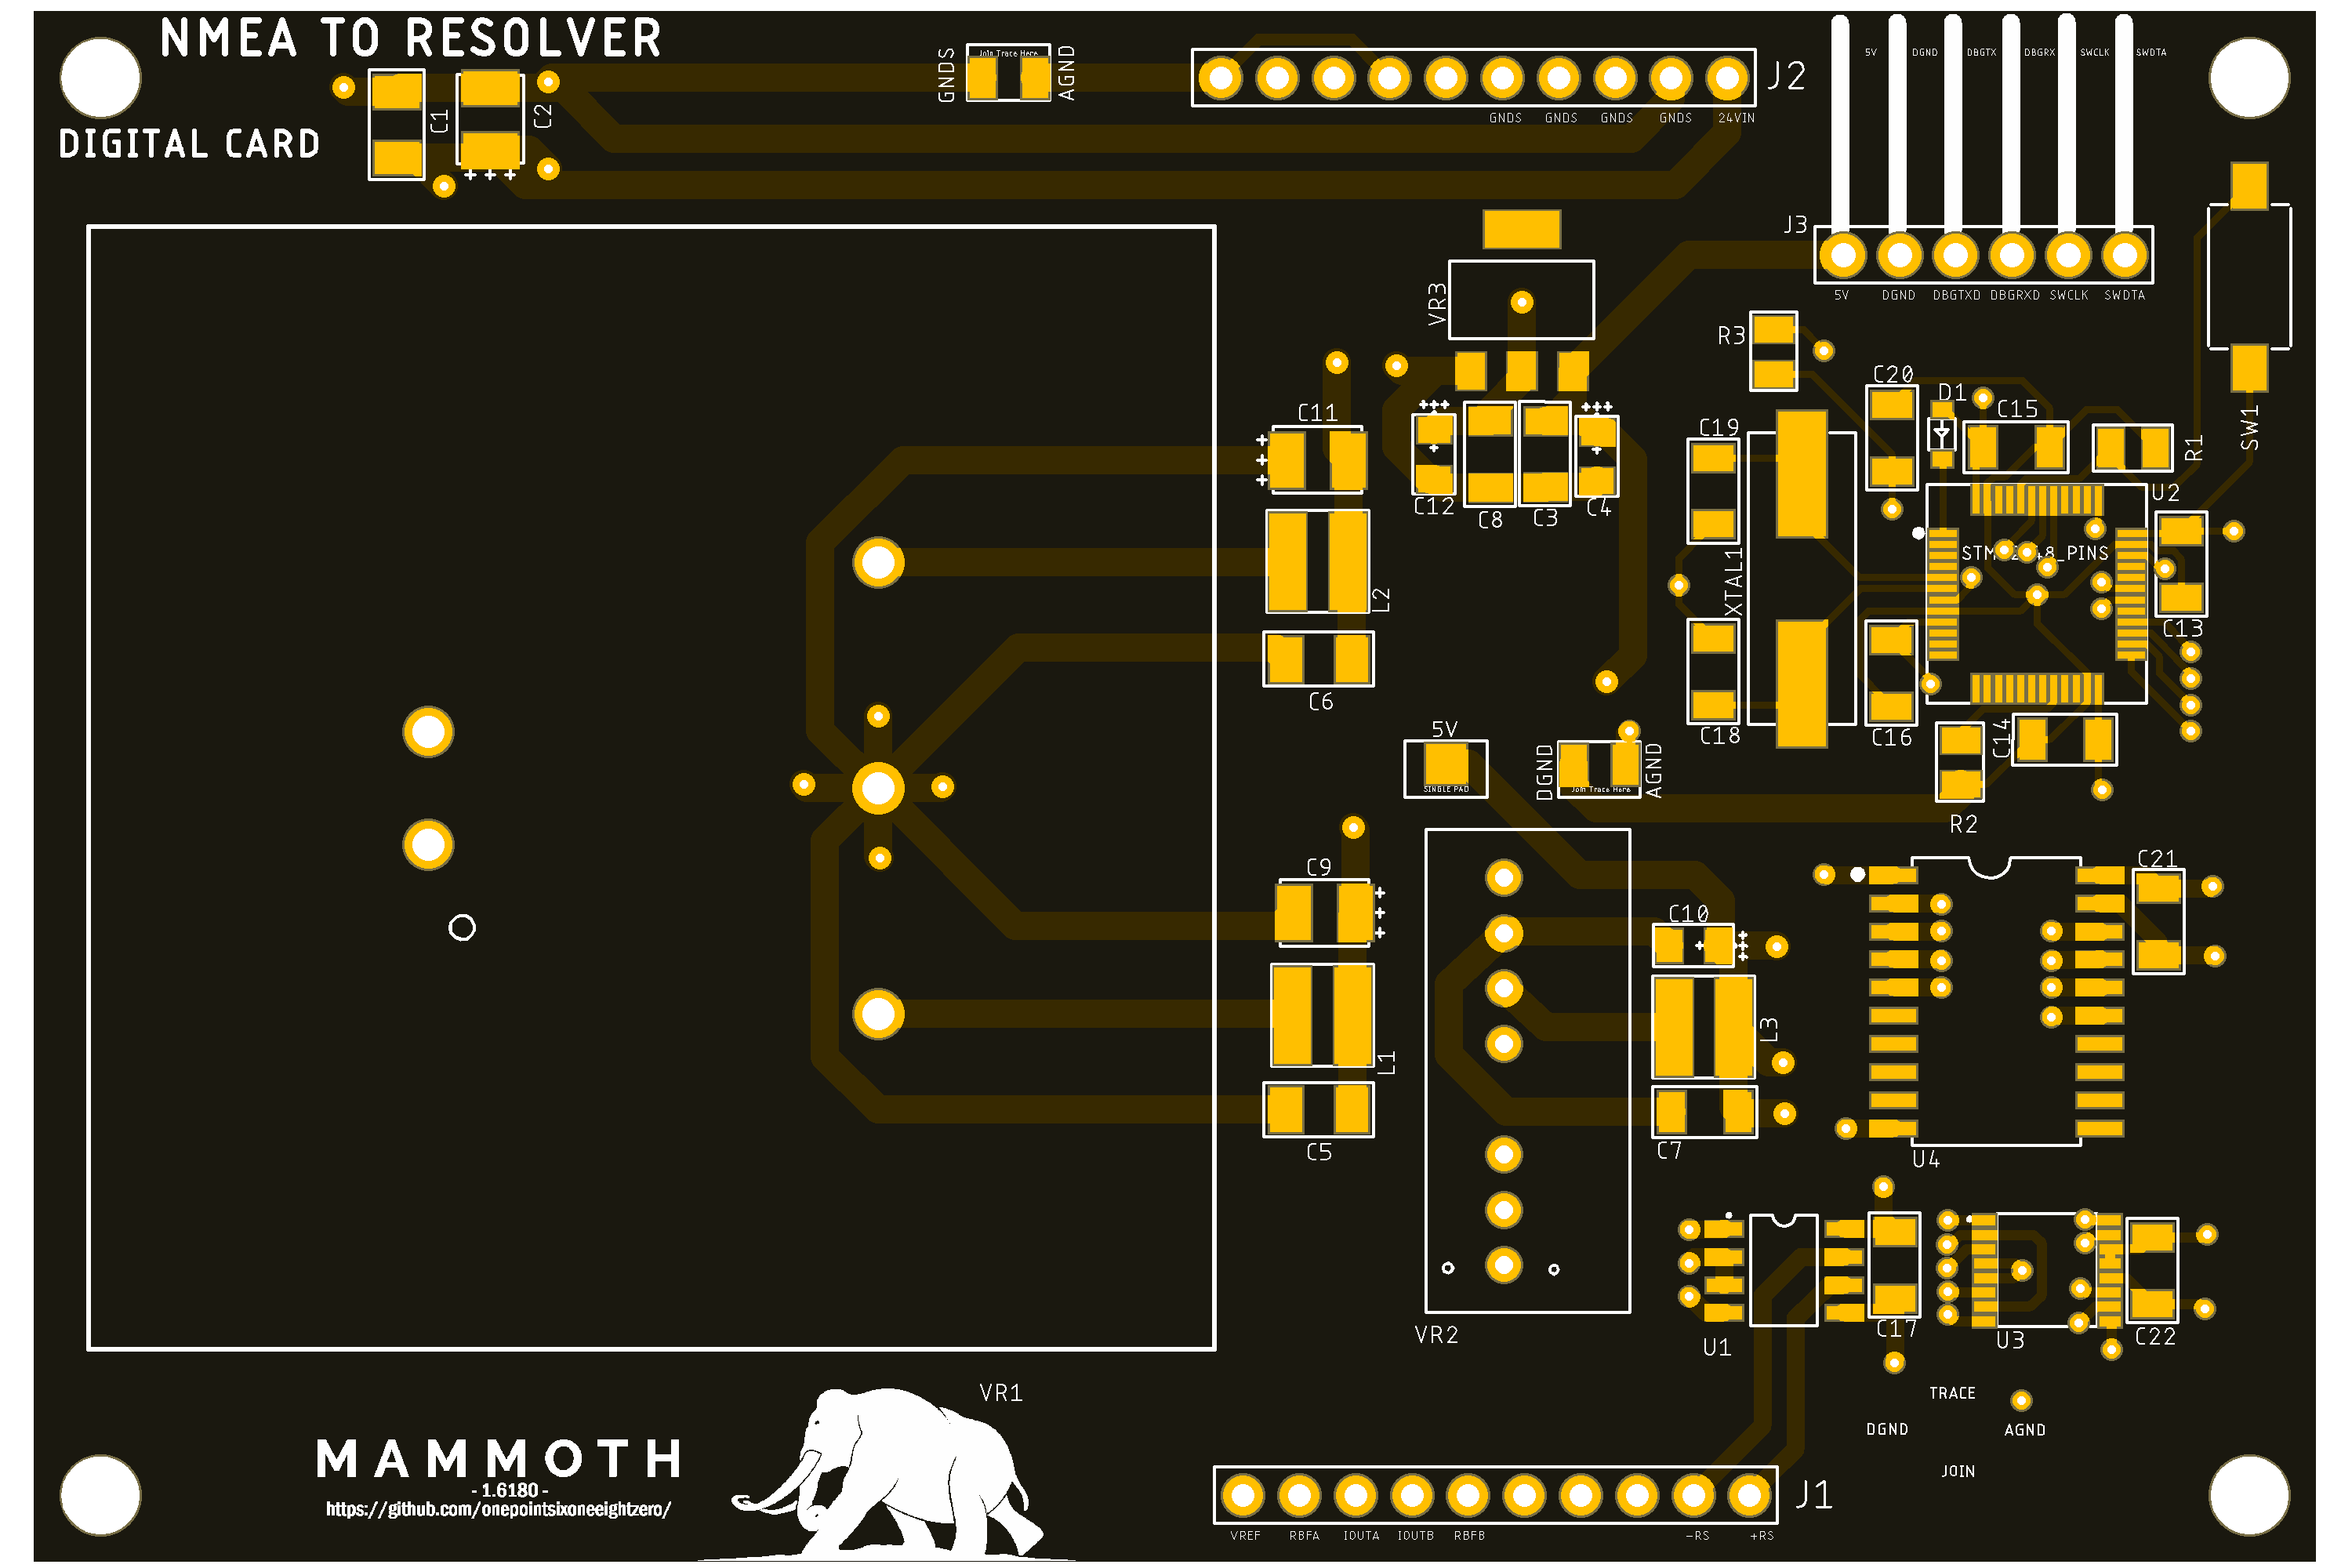 NMEA TO RESOLVER
DIGITAL CARD
C1
C2
GNDS
Join Trace Here
AGND
J2
GNDS GNDS GNDS GNDS 24VIN
5V DGND DBGTX DBGRX SWCLK SWDTA
J3
5V DGND DBGTXD DBGRXD SWCLK SWDTA
VR3
R3
C20
D1
C15
R1
SW1
C11
C19
U2
C12
C8
C3
C4
XTAL1
L2
C13
C6
5V
SINGLE PAD
DGND
Join Trace Here
AGND
C18
C16
C14
R2
C9
C10
C21
L1
L3
C5
C7
U4
VR2
U1
C17
U3
C22
VR1
TRACE
DGND
AGND
JOIN
MAMMOTH
- 1.6180 -
https://github.com/onepointsixoneeightzero/
J1
VREF RBFA IOUTA IOUTB RBFB -RS +RS